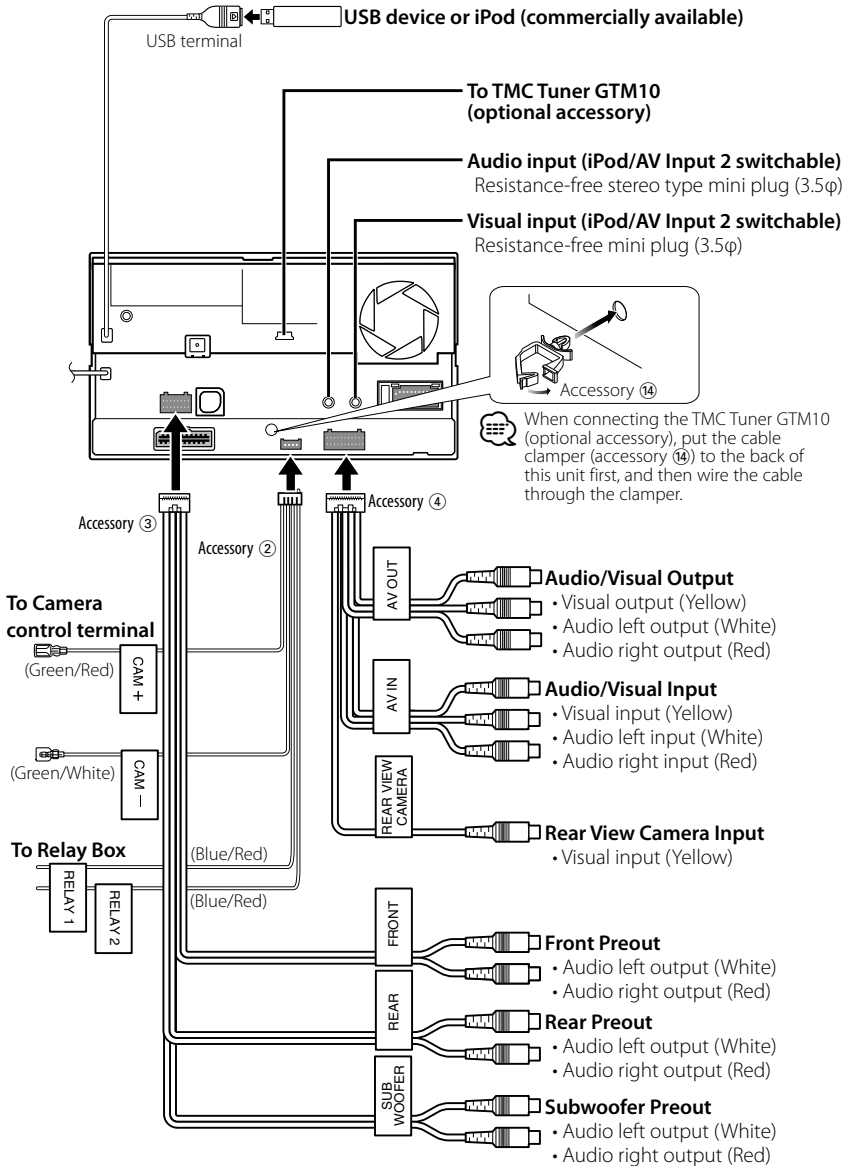 USB device or iPod (commercially available)
USB terminal
To TMC Tuner GTM10
(optional accessory)
Audio input (iPod/AV Input 2 switchable)
Resistance-free stereo type mini plug (3.5φ)
Visual input (iPod/AV Input 2 switchable)
Resistance-free mini plug (3.5φ)
Accessory ⑭
When connecting the TMC Tuner GTM10
(optional accessory), put the cable
clamper (accessory ⑭) to the back of
this unit first, and then wire the cable
through the clamper.
Accessory ③
Accessory ②
Accessory ④
To Camera
control terminal
(Green/Red)
CAM +
(Green/White)
CAM −
To Relay Box
(Blue/Red)
(Blue/Red)
RELAY 1
RELAY 2
AV OUT
Audio/Visual Output
• Visual output (Yellow)
• Audio left output (White)
• Audio right output (Red)
AV IN
Audio/Visual Input
• Visual input (Yellow)
• Audio left input (White)
• Audio right input (Red)
REAR VIEW
CAMERA
Rear View Camera Input
• Visual input (Yellow)
FRONT
Front Preout
• Audio left output (White)
• Audio right output (Red)
REAR
Rear Preout
• Audio left output (White)
• Audio right output (Red)
SUB
WOOFER
Subwoofer Preout
• Audio left output (White)
• Audio right output (Red)